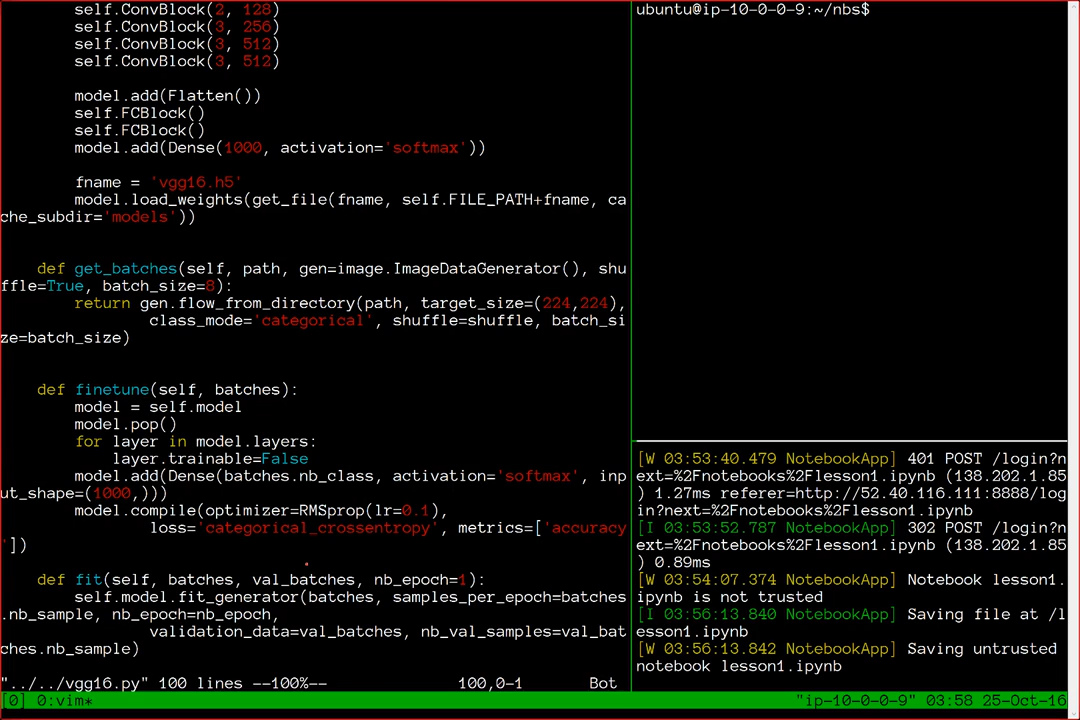 self.ConvBlock(2, 128)
        self.ConvBlock(3, 256)
        self.ConvBlock(3, 512)
        self.ConvBlock(3, 512)

        model.add(Flatten())
        self.FCBlock()
        self.FCBlock()
        model.add(Dense(1000, activation='softmax'))

        fname = 'vgg16.h5'
        model.load_weights(get_file(fname, self.FILE_PATH+fname, ca
che_subdir='models'))

    def get_batches(self, path, gen=image.ImageDataGenerator(), shu
ffle=True, batch_size=8):
        return gen.flow_from_directory(path, target_size=(224,224),
                class_mode='categorical', shuffle=shuffle, batch_si
ze=batch_size)

    def finetune(self, batches):
        model = self.model
        model.pop()
        for layer in model.layers:
            layer.trainable=False
        model.add(Dense(batches.nb_class, activation='softmax', inp
ut_shape=(1000,)))
        model.compile(optimizer=RMSprop(lr=0.1),
                loss='categorical_crossentropy', metrics=['accuracy
'])

    def fit(self, batches, val_batches, nb_epoch=1):
        self.model.fit_generator(batches, samples_per_epoch=batches
.nb_sample, nb_epoch=nb_epoch,
                validation_data=val_batches, nb_val_samples=val_bat
ches.nb_sample)

"../../vgg16.py" 100 lines --100%--                100,0-1       Bot
ubuntu@ip-10-0-0-9:~/nbs$
[W 03:53:40.479 NotebookApp] 401 POST /login?n
ext=%2Fnotebooks%2Flesson1.ipynb (138.202.1.85
) 1.27ms referer=http://52.40.116.111:8888/log
in?next=%2Fnotebooks%2Flesson1.ipynb
[I 03:53:52.787 NotebookApp] 302 POST /login?n
ext=%2Fnotebooks%2Flesson1.ipynb (138.202.1.85
) 0.89ms
[W 03:54:07.374 NotebookApp] Notebook lesson1.
ipynb is not trusted
[I 03:56:13.840 NotebookApp] Saving file at /l
esson1.ipynb
[W 03:56:13.842 NotebookApp] Saving untrusted
notebook lesson1.ipynb
[0] 0:vim*                "ip-10-0-0-9" 03:58 25-Oct-16